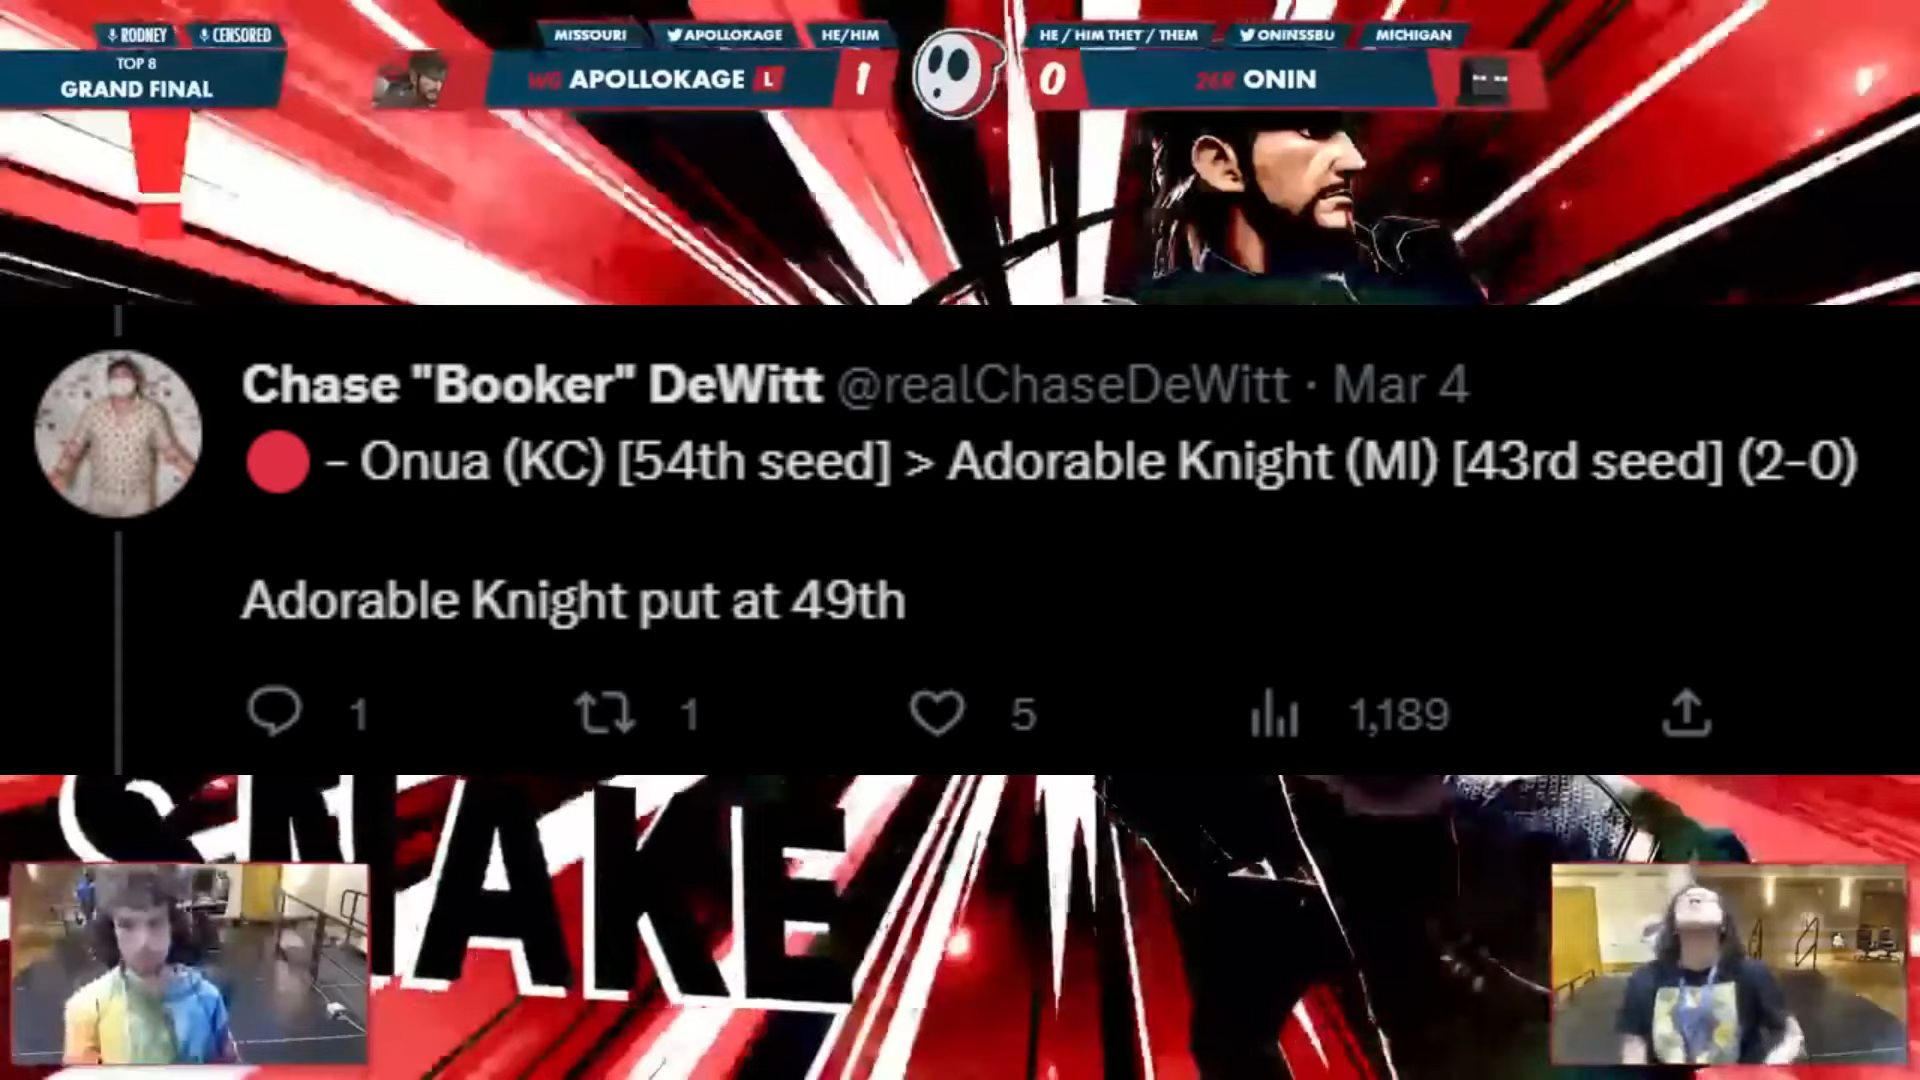 RODNEY
CENSORED
TOP 8
GRAND FINAL
MISSOURI
APOLLOKAGE
HE/HIM
WG APOLLOKAGE L
1
HE / HIM THEY / THEM
ONINSSBU
MICHIGAN
0
26R ONIN
Chase "Booker" DeWitt @realChaseDeWitt · Mar 4
– Onua (KC) [54th seed] > Adorable Knight (MI) [43rd seed] (2-0)
Adorable Knight put at 49th
1
1
5
1,189
SNAKE